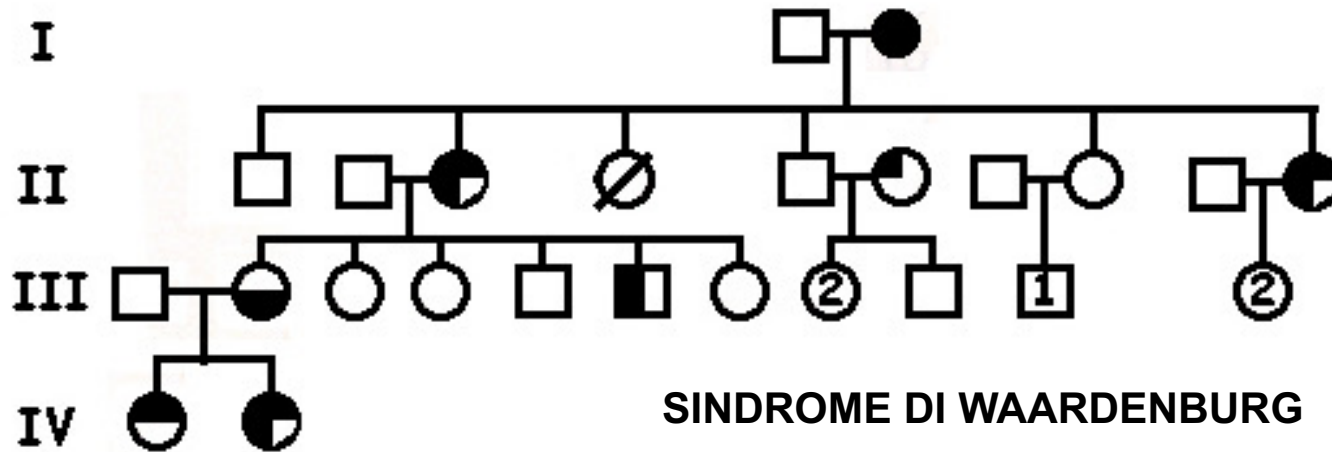 I
II
III 2 1 2
IV
SINDROME DI WAARDENBURG